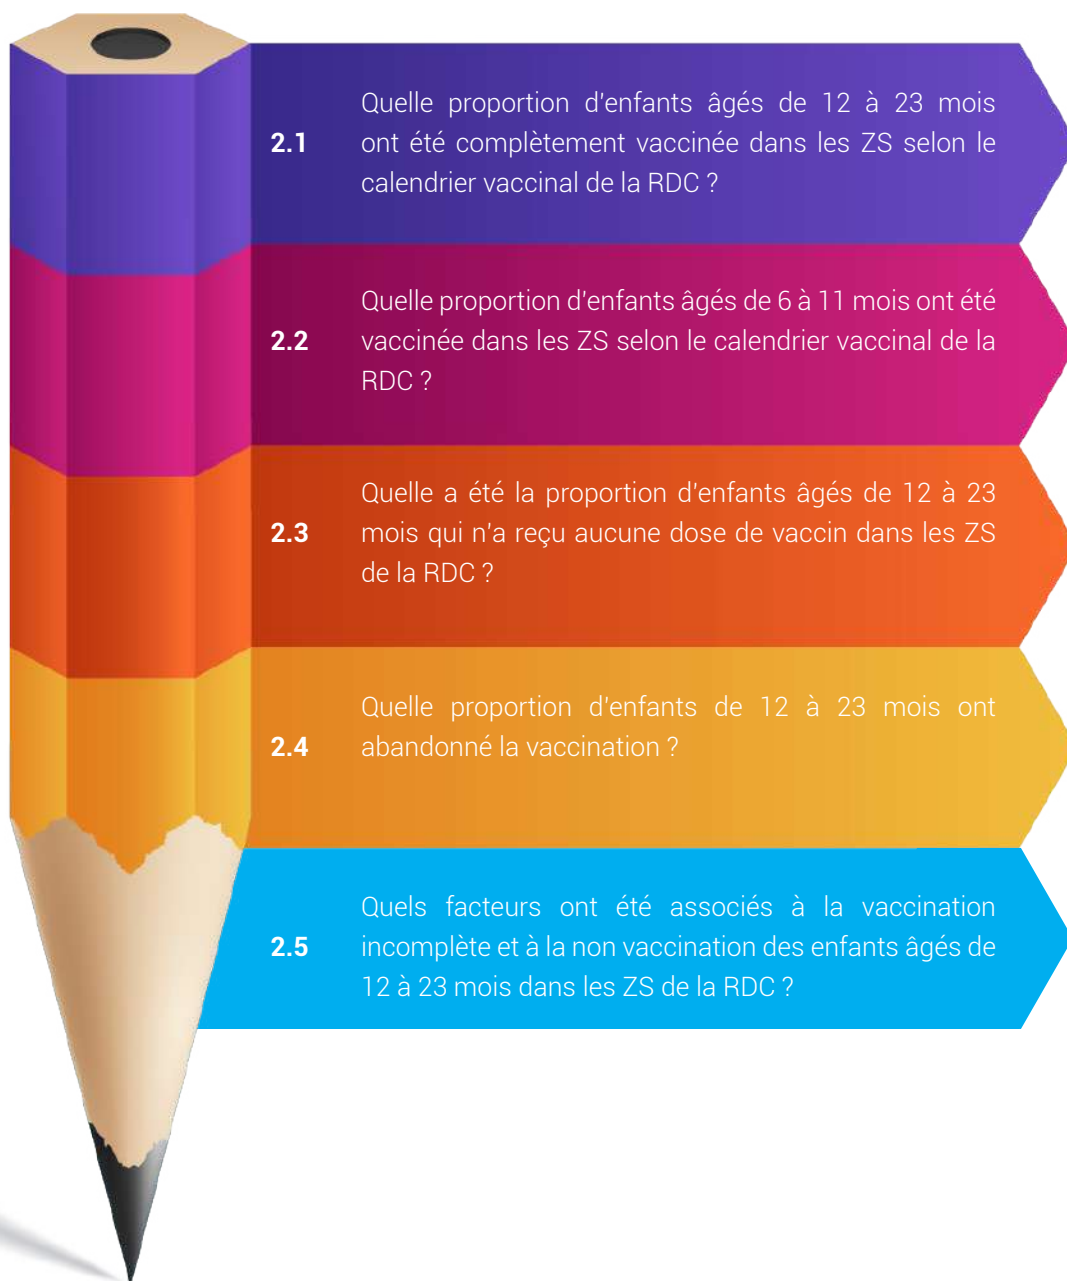 Quelle proportion d'enfants âgés de 12 à 23 mois
2.1 ont été complètement vaccinée dans les ZS selon le
calendrier vaccinal de la RDC ?
Quelle proportion d'enfants âgés de 6 à 11 mois ont été
2.2 vaccinée dans les ZS selon le calendrier vaccinal de la
RDC ?
Quelle a été la proportion d'enfants âgés de 12 à 23
2.3 mois qui n'a reçu aucune dose de vaccin dans les ZS
de la RDC ?
Quelle proportion d'enfants de 12 à 23 mois ont
2.4 abandonné la vaccination ?
Quels facteurs ont été associés à la vaccination
2.5 incomplète et à la non vaccination des enfants âgés de
12 à 23 mois dans les ZS de la RDC ?